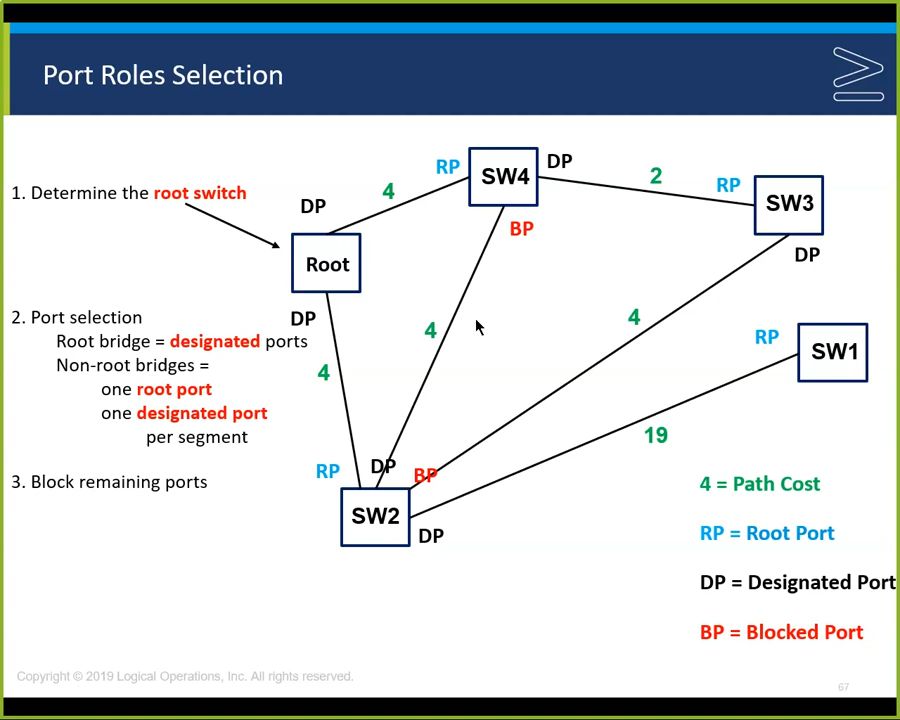 Port Roles Selection
1. Determine the root switch
2. Port selection
Root bridge = designated ports
Non-root bridges =
one root port
one designated port
per segment
3. Block remaining ports
DP
4
RP
SW4
DP
2
RP
SW3
BP
DP
Root
DP
4
4
4
RP
SW1
19
RP
DP
BP
SW2
DP
4 = Path Cost
RP = Root Port
DP = Designated Port
BP = Blocked Port
Copyright © 2019 Logical Operations, Inc. All rights reserved.
67